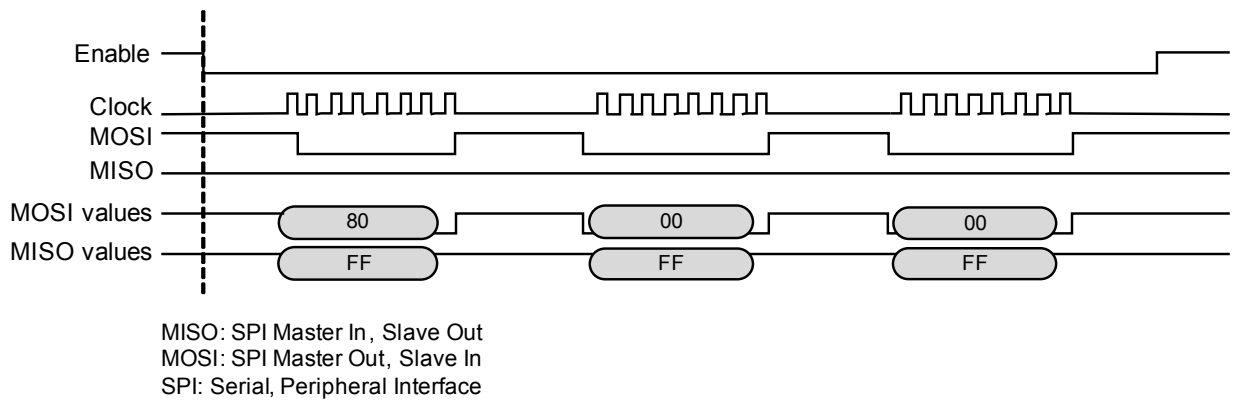 Enable
Clock
MOSI
MISO
MOSI values 80 00 00
MISO values FF FF FF
MISO: SPI Master In, Slave Out
MOSI: SPI Master Out, Slave In
SPI: Serial, Peripheral Interface